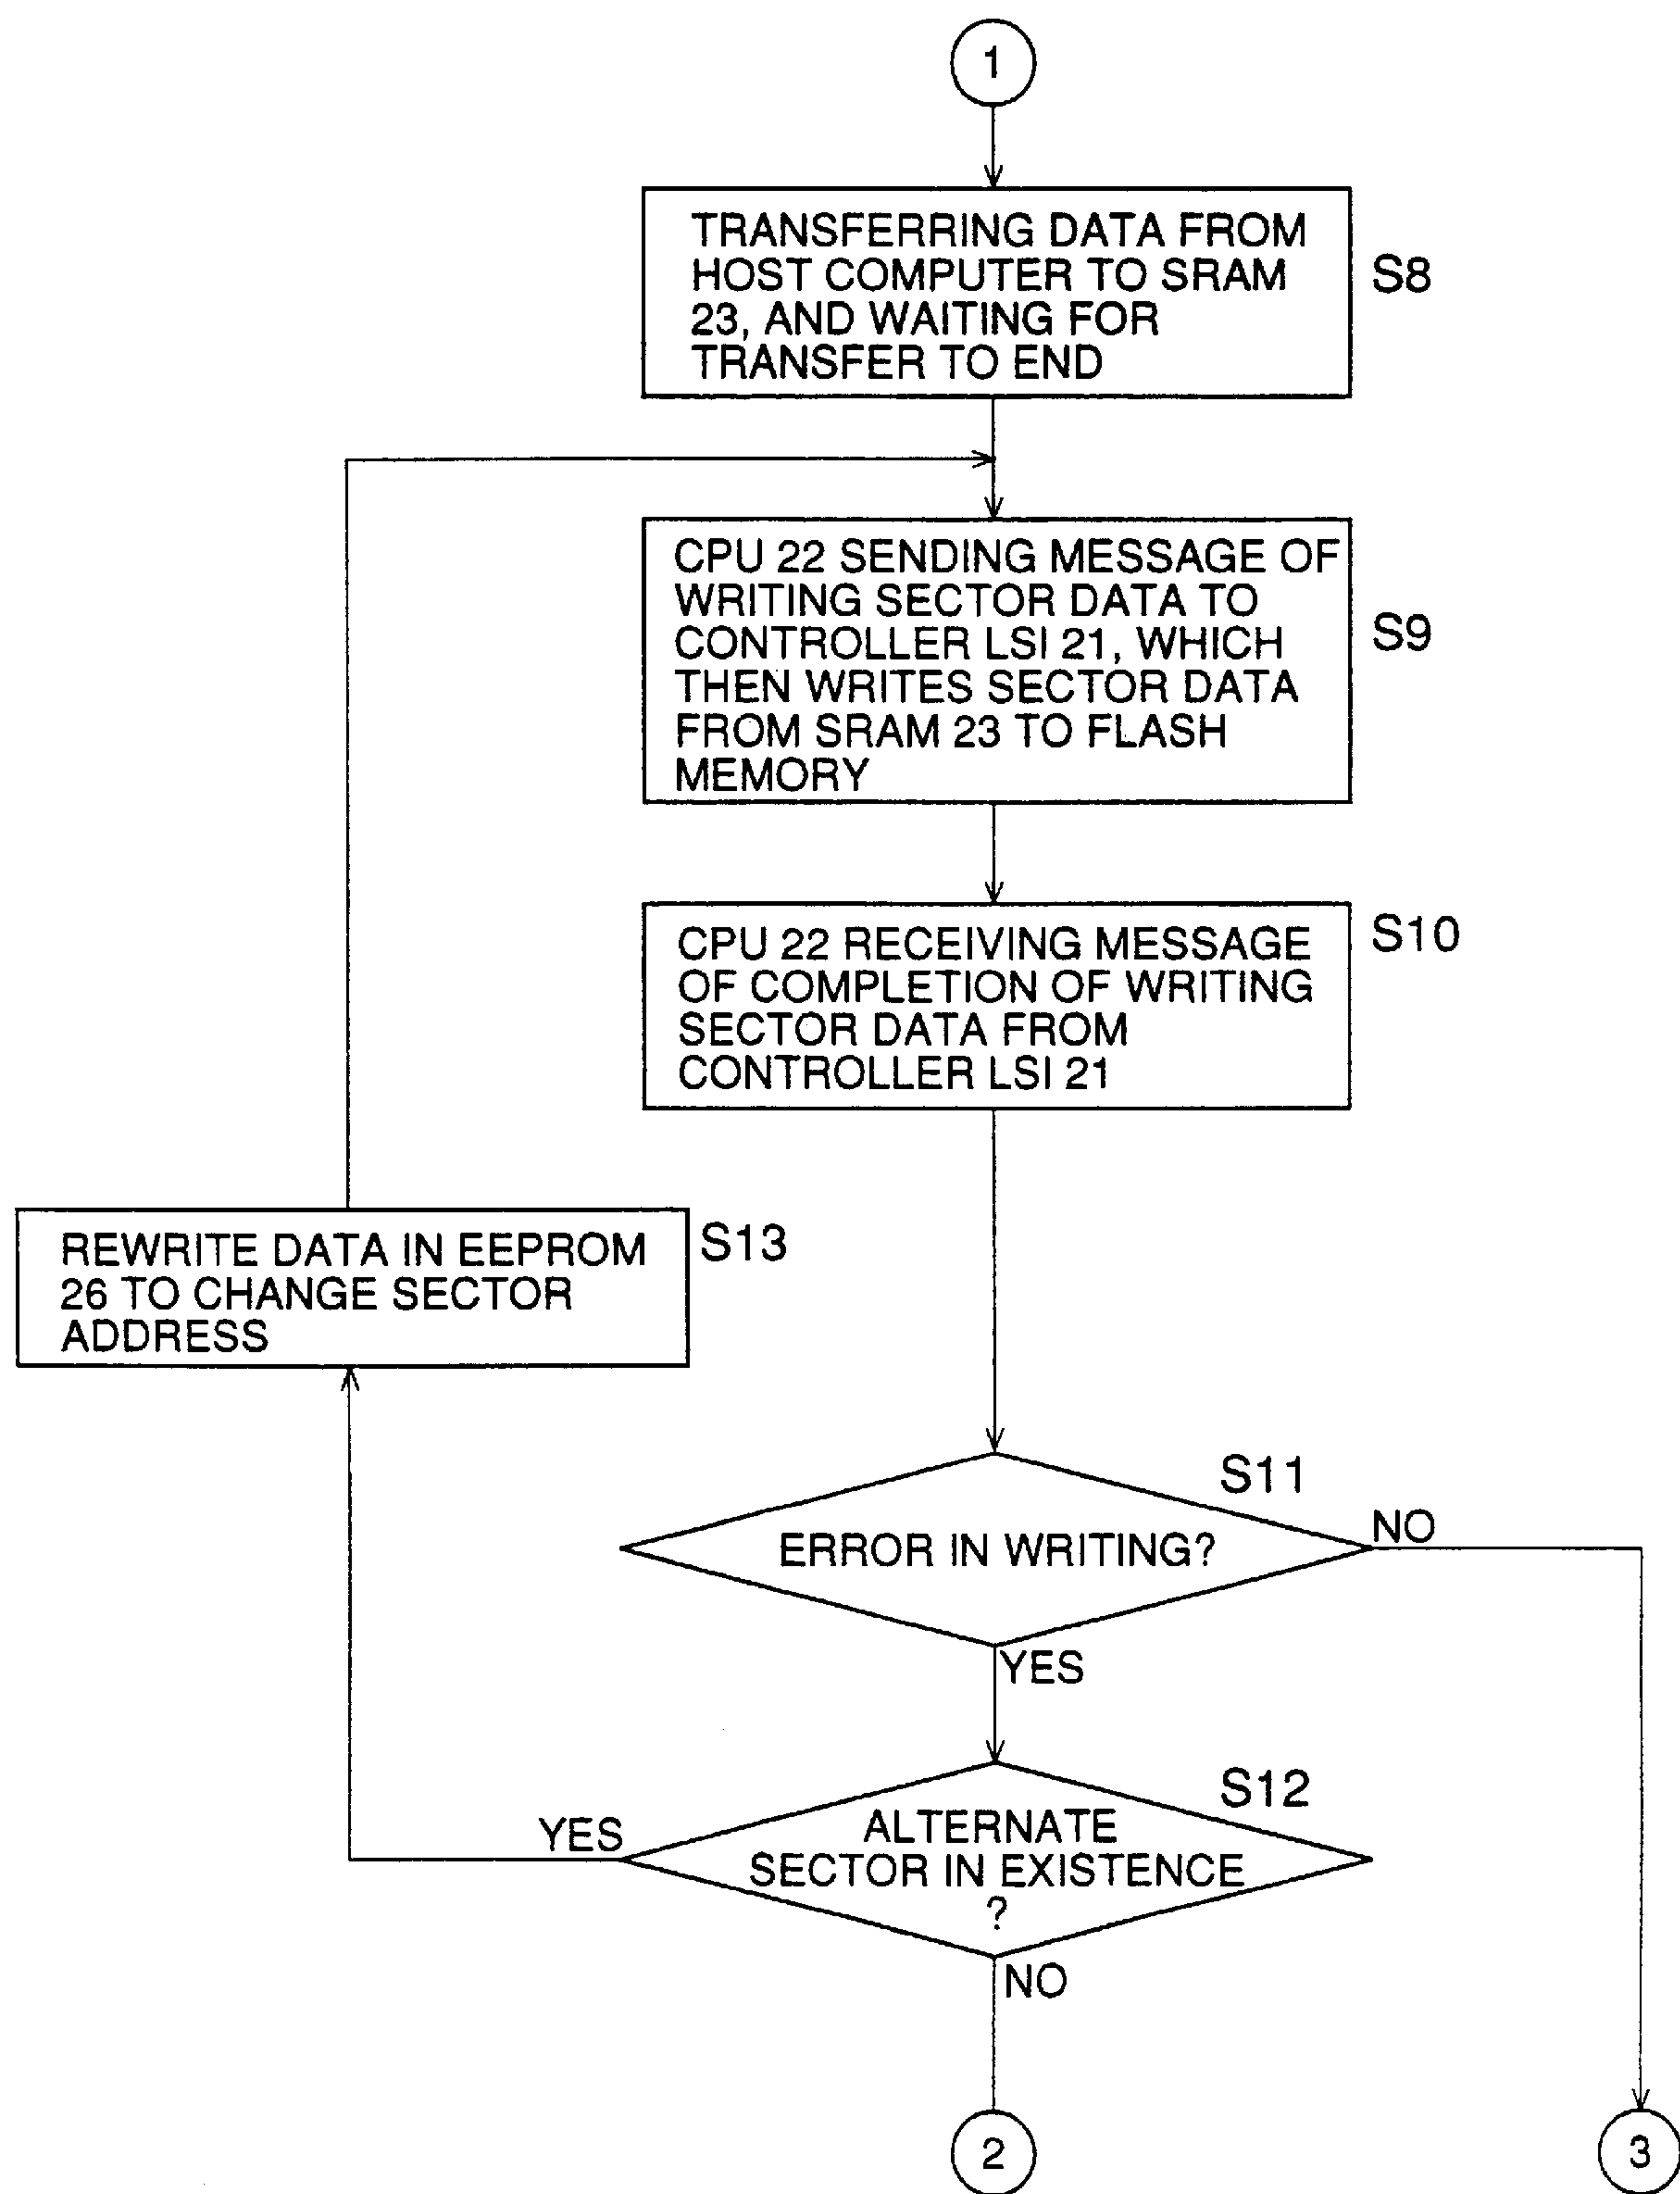 1
TRANSFERRING DATA FROM
HOST COMPUTER TO SRAM
23, AND WAITING FOR
TRANSFER TO END
S8
CPU 22 SENDING MESSAGE OF
WRITING SECTOR DATA TO
CONTROLLER LSI 21, WHICH
THEN WRITES SECTOR DATA
FROM SRAM 23 TO FLASH
MEMORY
S9
CPU 22 RECEIVING MESSAGE
OF COMPLETION OF WRITING
SECTOR DATA FROM
CONTROLLER LSI 21
S10
REWRITE DATA IN EEPROM
26 TO CHANGE SECTOR
ADDRESS
S13
S11
ERROR IN WRITING?
NO
YES
S12
YES
ALTERNATE
SECTOR IN EXISTENCE
?
NO
2
3